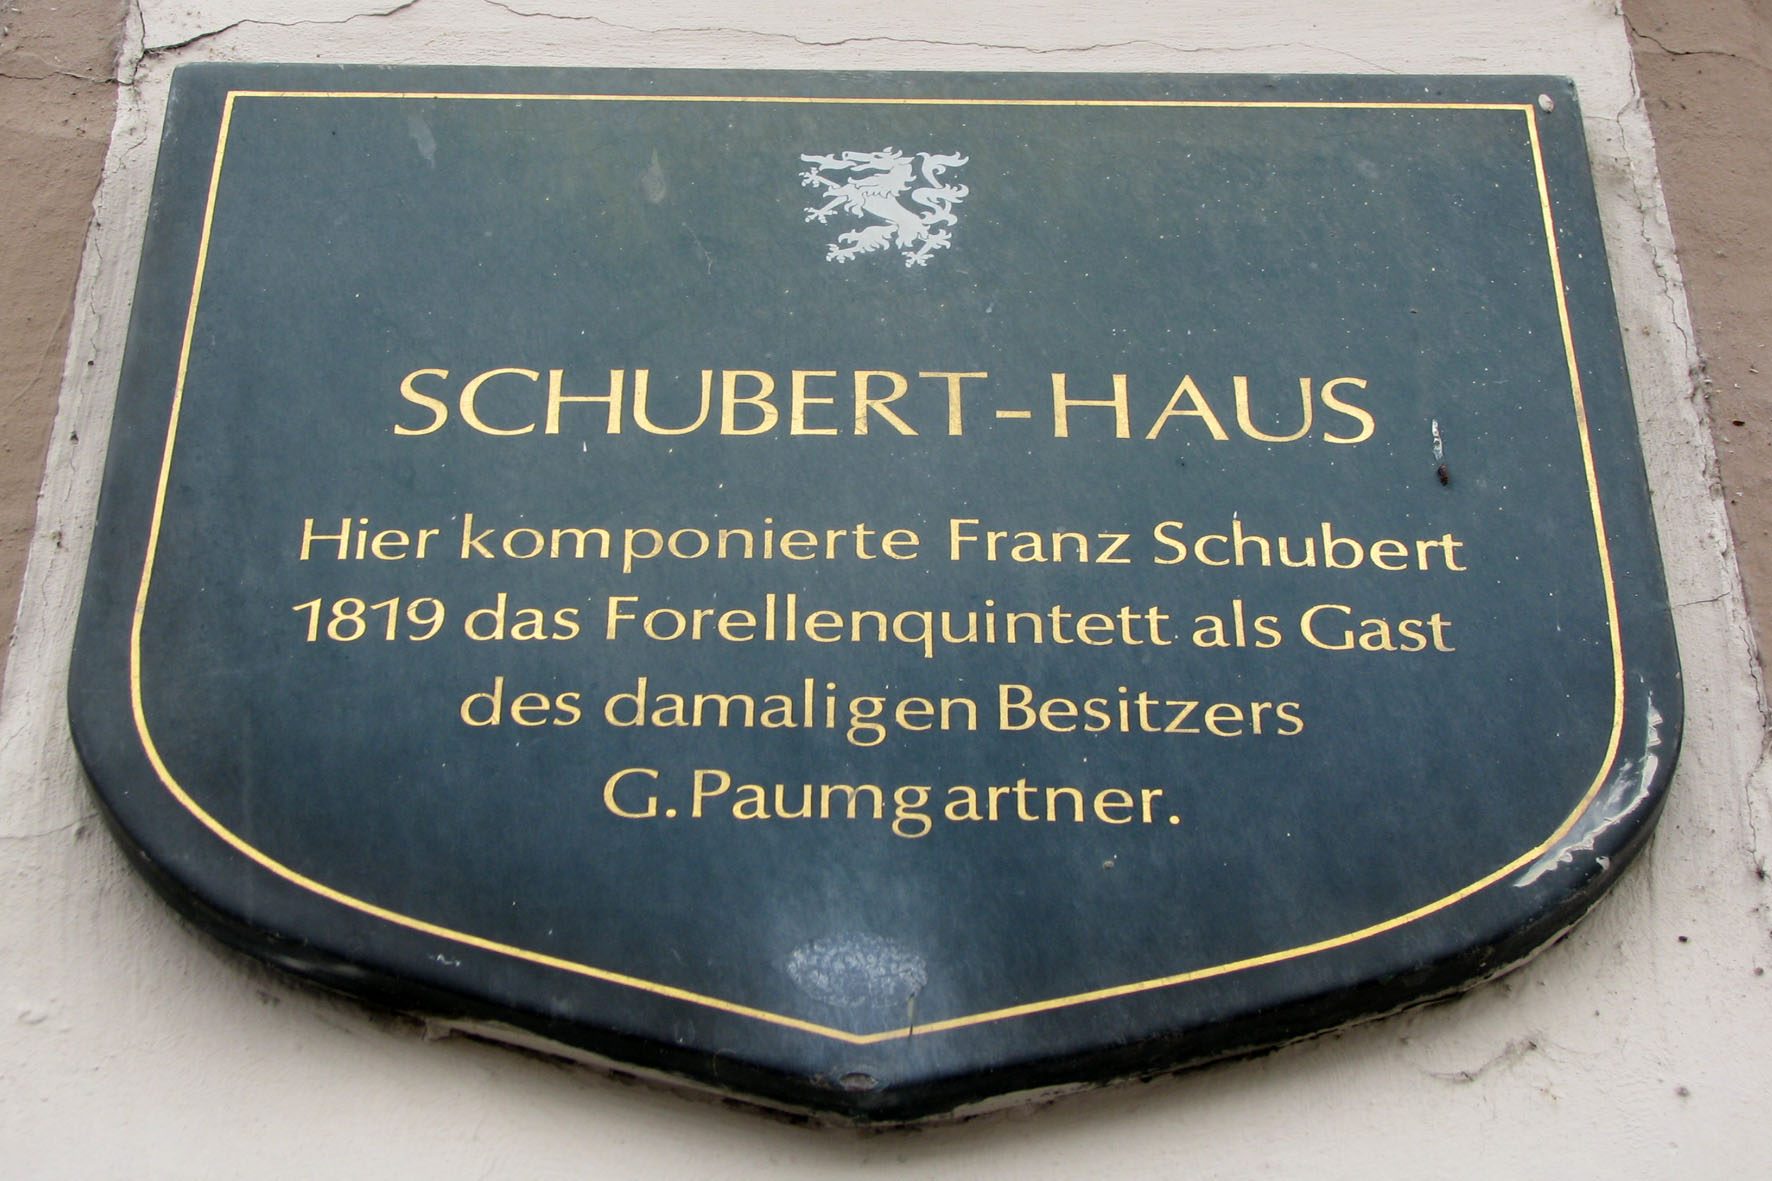 SCHUBERT-HAUS
Hier komponierte Franz Schubert
1819 das Forellenquintett als Gast
des damaligen Besitzers
G. Paumgartner.